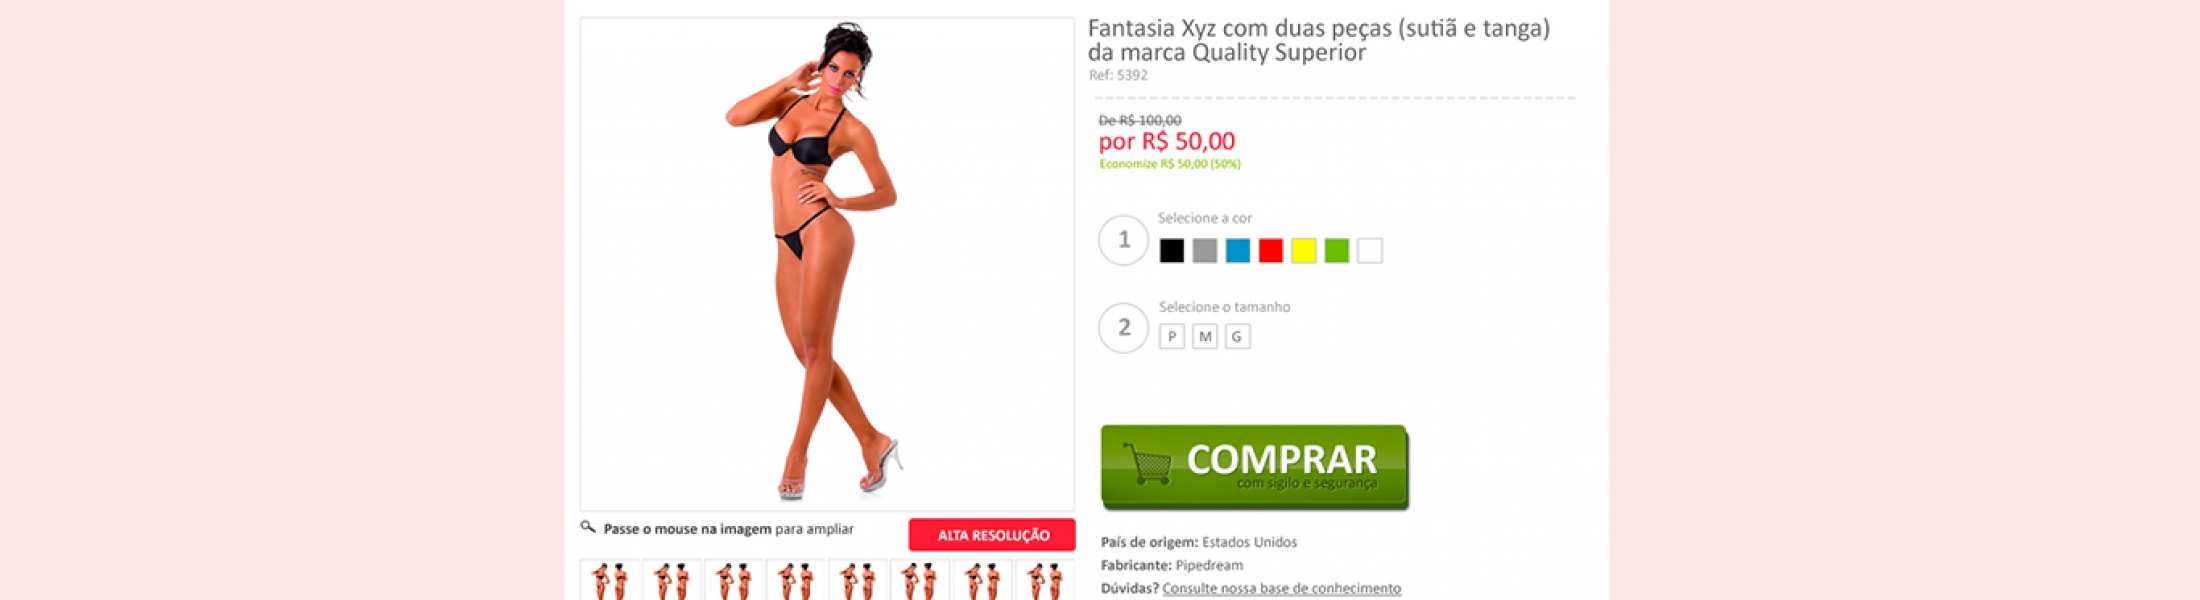 Fantasia Xyz com duas peças (sutiã e tanga)
da marca Quality Superior
Ref: 5392
De R$ 100,00
por R$ 50,00
Economize R$ 50,00 (50%)
1
Selecione a cor
2
Selecione o tamanho
P M G
COMPRAR
com sigilo e segurança
Passe o mouse na imagem para ampliar
ALTA RESOLUÇÃO
País de origem: Estados Unidos
Fabricante: Pipedream
Dúvidas? Consulte nossa base de conhecimento